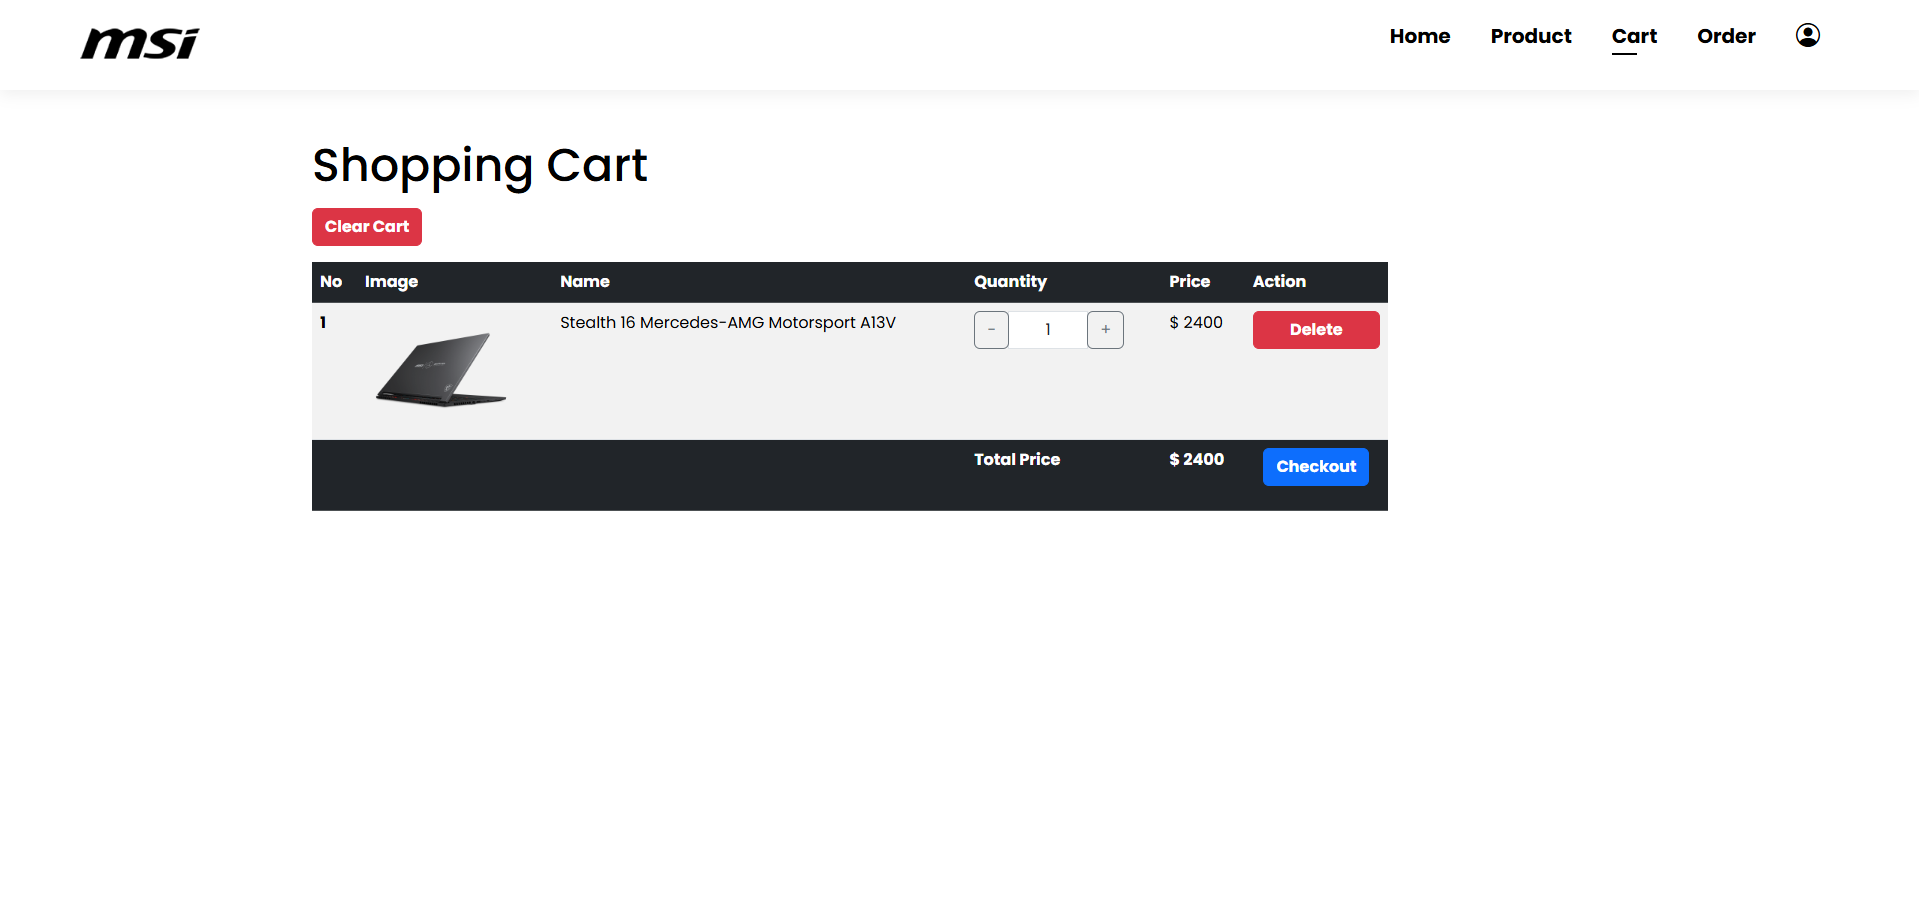 msi
Home Product Cart Order
Shopping Cart
Clear Cart
No Image Name Quantity Price Action
1 Stealth 16 Mercedes-AMG Motorsport A13V - 1 + $ 2400 Delete
Total Price $ 2400 Checkout